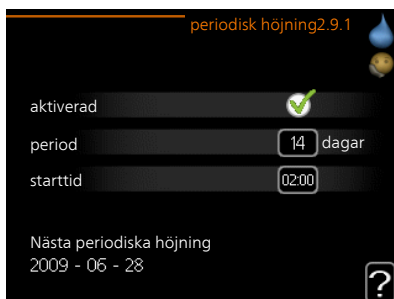 periodisk höjning2.9.1
aktiverad
period 14 dagar
starttid 02:00
Nästa periodiska höjning
2009 - 06 - 28
?